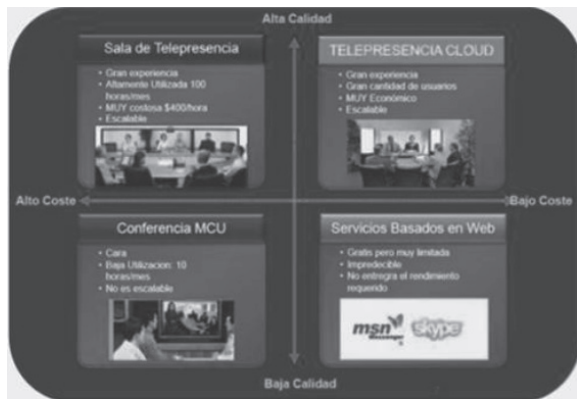 Alta Calidad
Sala de Telepresencia
• Gran experiencia
• Altamente Utilizada 100
horas/mes
• MUY costosa $400/hora
• Escalable
TELEPRESENCIA CLOUD
• Gran experiencia
• Gran cantidad de usuarios
• MUY Económico
• Escalable
Alto Coste
Bajo Coste
Conferencia MCU
• Cara
• Baja Utilizacion: 10
horas/mes
• No es escalable
Servicios Basados en Web
• Gratis pero muy limitada
• Impredecible
• No entregra el rendimiento
requerido
msn
Messenger
skype
Baja Calidad